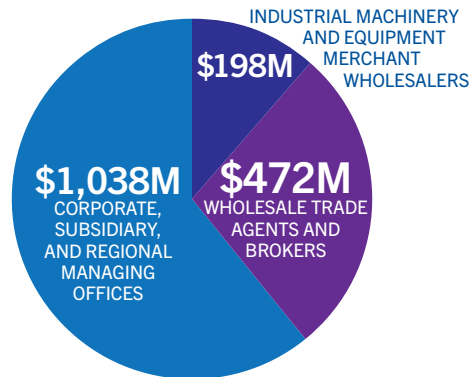 INDUSTRIAL MACHINERY
AND EQUIPMENT
MERCHANT
WHOLESALERS
$198M
$1,038M
CORPORATE,
SUBSIDIARY,
AND REGIONAL
MANAGING
OFFICES
$472M
WHOLESALE TRADE
AGENTS AND
BROKERS